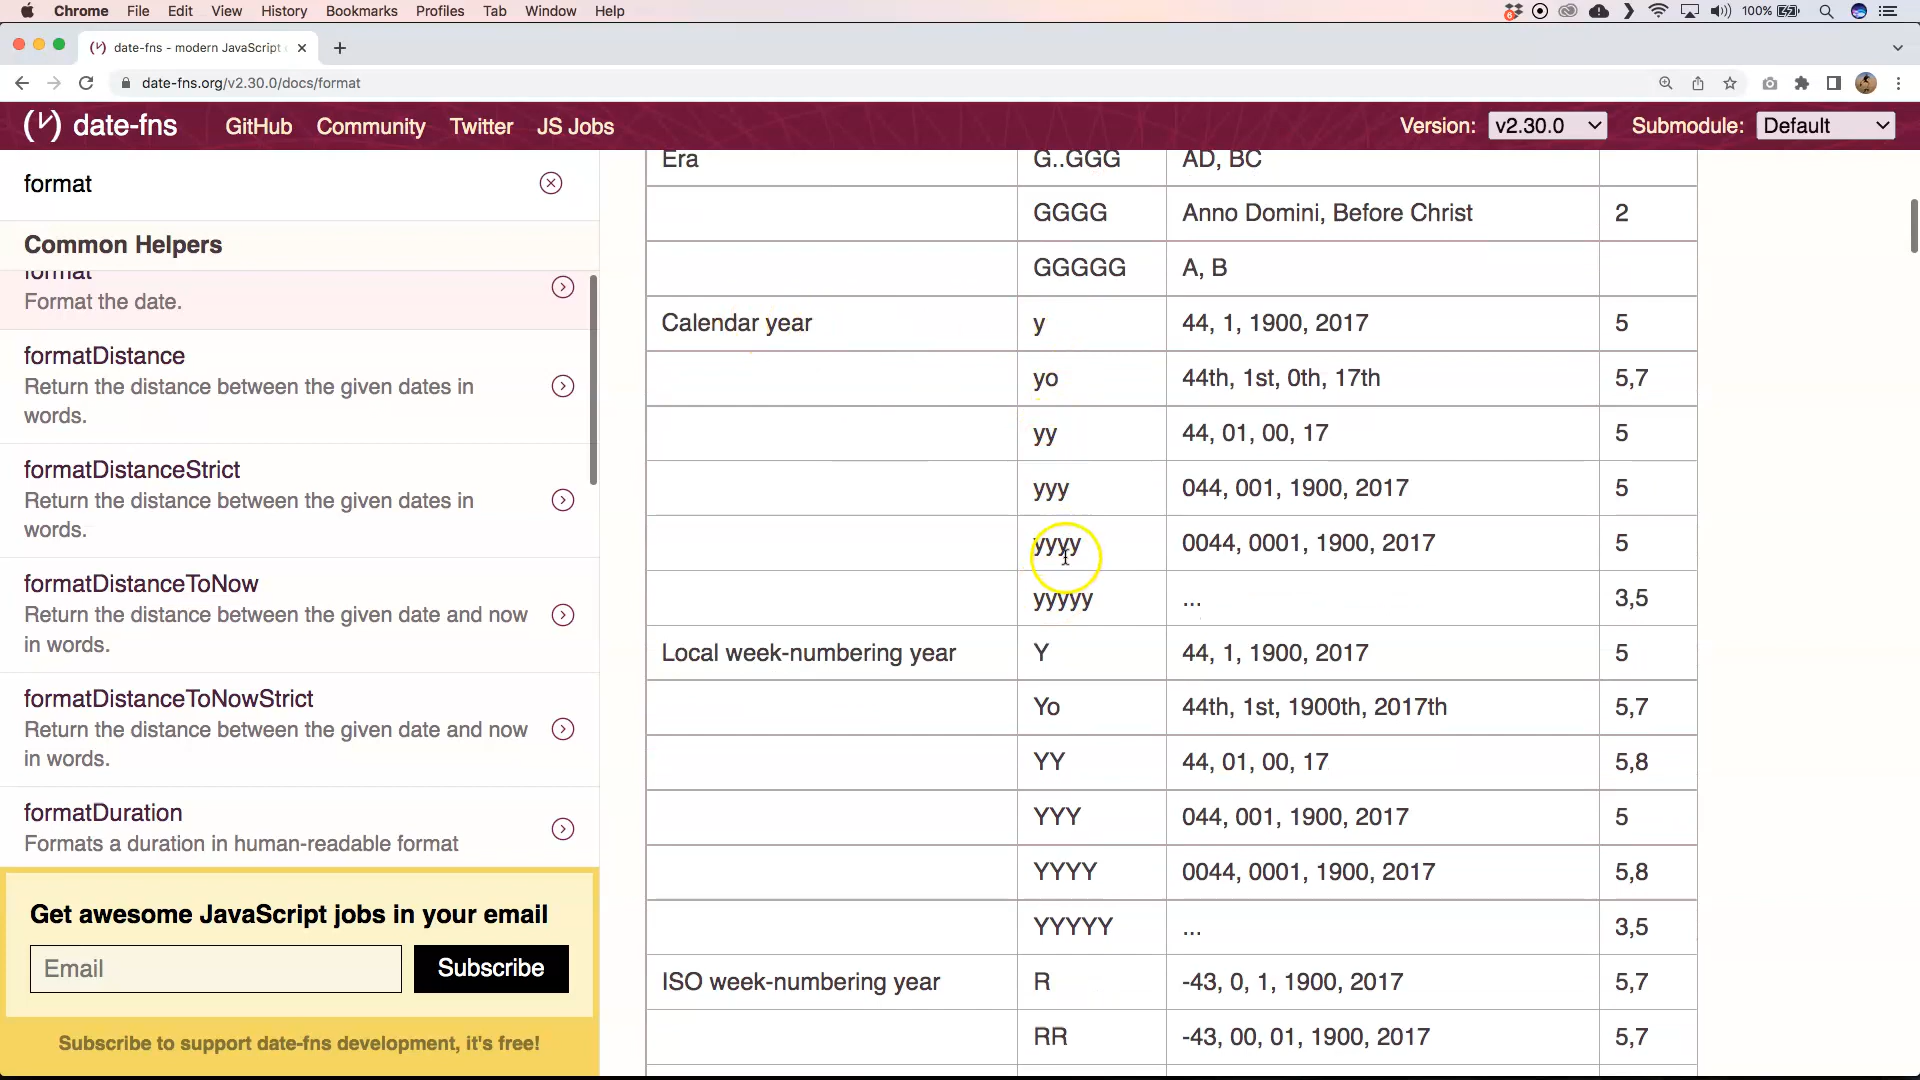 Chrome File Edit View History Bookmarks Profiles Tab Window Help
6 100%
date-fns - modern JavaScript
date-fns.org/v2.30.0/docs/format
date-fns GitHub Community Twitter JS Jobs Version: v2.30.0 Submodule: Default
format
Common Helpers
format
Format the date.
formatDistance
Return the distance between the given dates in
words.
formatDistanceStrict
Return the distance between the given dates in
words.
formatDistanceToNow
Return the distance between the given date and now
in words.
formatDistanceToNowStrict
Return the distance between the given date and now
in words.
formatDuration
Formats a duration in human-readable format
Get awesome JavaScript jobs in your email
Email Subscribe
Subscribe to support date-fns development, it's free!
Era G..GGG AD, BC
GGGG Anno Domini, Before Christ 2
GGGGG A, B
Calendar year y 44, 1, 1900, 2017 5
yo 44th, 1st, 0th, 17th 5,7
yy 44, 01, 00, 17 5
yyy 044, 001, 1900, 2017 5
yyyy 0044, 0001, 1900, 2017 5
yyyyy ... 3,5
Local week-numbering year Y 44, 1, 1900, 2017 5
Yo 44th, 1st, 1900th, 2017th 5,7
YY 44, 01, 00, 17 5,8
YYY 044, 001, 1900, 2017 5
YYYY 0044, 0001, 1900, 2017 5,8
YYYYY ... 3,5
ISO week-numbering year R -43, 0, 1, 1900, 2017 5,7
RR -43, 00, 01, 1900, 2017 5,7